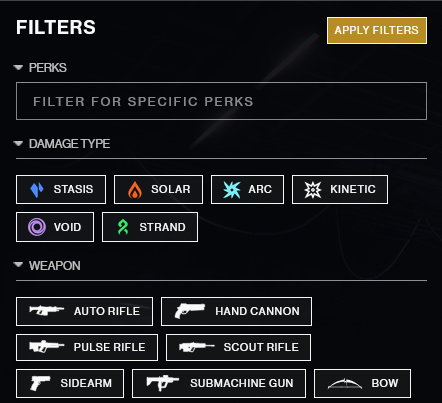 FILTERS
APPLY FILTERS
PERKS
FILTER FOR SPECIFIC PERKS
DAMAGE TYPE
STASIS SOLAR ARC KINETIC
VOID STRAND
WEAPON
AUTO RIFLE HAND CANNON
PULSE RIFLE SCOUT RIFLE
SIDEARM SUBMACHINE GUN BOW